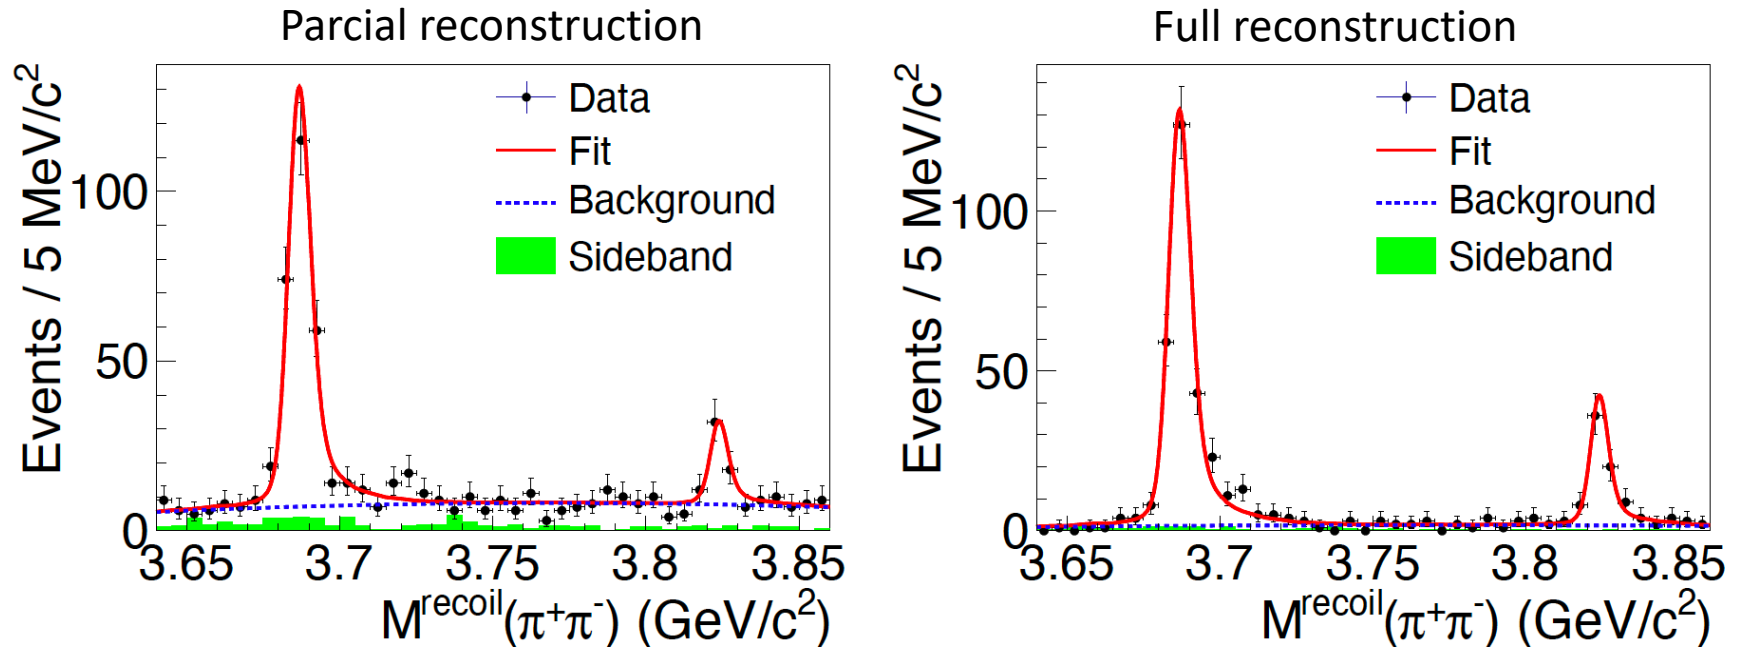 Parcial reconstruction
Events / 5 MeV/c²
100
50
0
Data
Fit
Background
Sideband
3.65 3.7 3.75 3.8 3.85
M^recoil(π⁺π⁻) (GeV/c²)
Full reconstruction
Events / 5 MeV/c²
100
50
0
Data
Fit
Background
Sideband
3.65 3.7 3.75 3.8 3.85
M^recoil(π⁺π⁻) (GeV/c²)